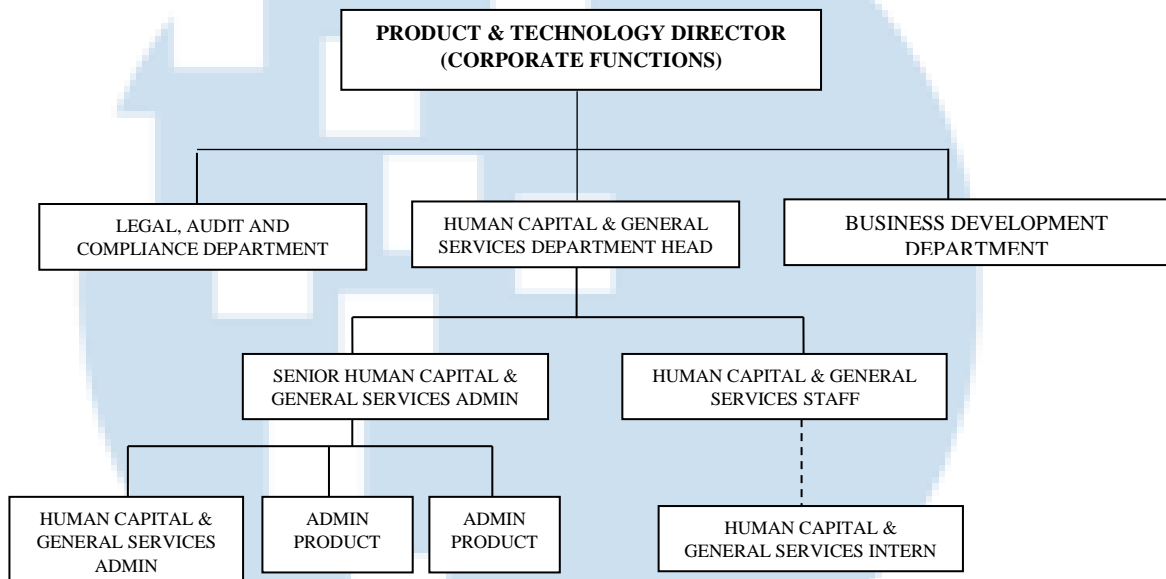 PRODUCT & TECHNOLOGY DIRECTOR
(CORPORATE FUNCTIONS)
LEGAL, AUDIT AND
COMPLIANCE DEPARTMENT
HUMAN CAPITAL & GENERAL
SERVICES DEPARTMENT HEAD
BUSINESS DEVELOPMENT
DEPARTMENT
SENIOR HUMAN CAPITAL &
GENERAL SERVICES ADMIN
HUMAN CAPITAL & GENERAL
SERVICES STAFF
HUMAN CAPITAL &
GENERAL SERVICES
ADMIN
ADMIN
PRODUCT
ADMIN
PRODUCT
HUMAN CAPITAL &
GENERAL SERVICES INTERN